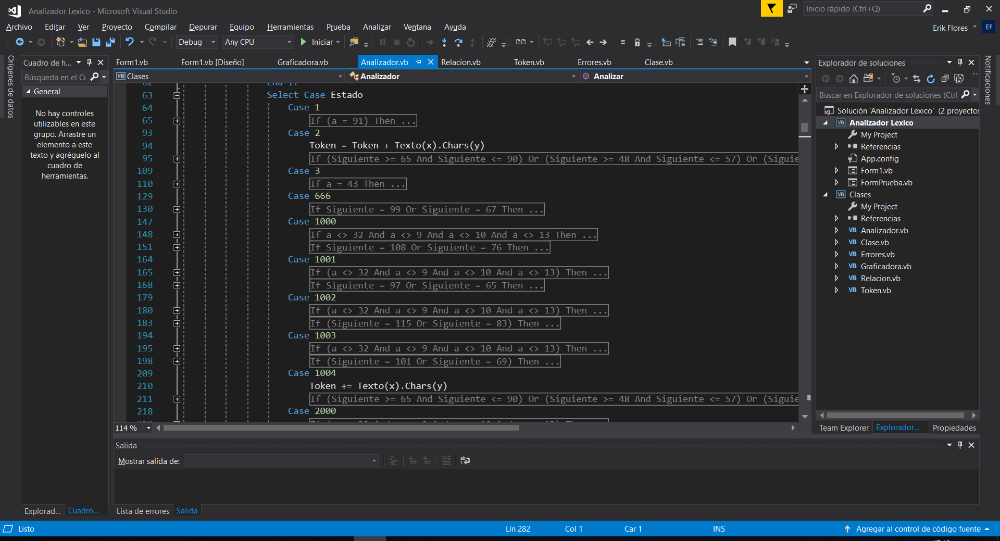 Analizador Lexico - Microsoft Visual Studio
Inicio rápido (Ctrl+Q)
Archivo Editar Ver Proyecto Compilar Depurar Equipo Herramientas Prueba Analizar Ventana Ayuda
Erik Flores EF
Debug Any CPU Iniciar
Orígenes de datos
Cuadro de h...
Búsqueda en el Cu
General
No hay controles
utilizables en este
grupo. Arrastre un
elemento a este
texto y agréguelo al
cuadro de
herramientas.
Explorad... Cuadro...
Form1.vb Form1.vb [Diseño] Graficadora.vb Analizador.vb Relacion.vb Token.vb Errores.vb Clase.vb
VB Clases Analizador Analizar
62 End If
63 Select Case Estado
64 Case 1
65 If (a = 91) Then ...
93 Case 2
94 Token = Token + Texto(x).Chars(y)
95 If (Siguiente >= 65 And Siguiente <= 90) Or (Siguiente >= 48 And Siguiente <= 57) Or (Siguie
109 Case 3
110 If a = 43 Then ...
129 Case 666
130 If Siguiente = 99 Or Siguiente = 67 Then ...
147 Case 1000
148 If a <> 32 And a <> 9 And a <> 10 And a <> 13 Then ...
151 If Siguiente = 108 Or Siguiente = 76 Then ...
164 Case 1001
165 If (a <> 32 And a <> 9 And a <> 10 And a <> 13) Then ...
168 If Siguiente = 97 Or Siguiente = 65 Then ...
179 Case 1002
180 If (a <> 32 And a <> 9 And a <> 10 And a <> 13) Then ...
183 If (Siguiente = 115 Or Siguiente = 83) Then ...
194 Case 1003
195 If (a <> 32 And a <> 9 And a <> 10 And a <> 13) Then ...
198 If (Siguiente = 101 Or Siguiente = 69) Then ...
209 Case 1004
210 Token += Texto(x).Chars(y)
211 If (Siguiente >= 65 And Siguiente <= 90) Or (Siguiente >= 48 And Siguiente <= 57) Or (Siguie
218 Case 2000
114 %
Salida
Mostrar salida de:
Lista de errores Salida
Explorador de soluciones
Buscar en Explorador de soluciones (Ctrl
Solución 'Analizador Lexico' (2 proyectos
VB Analizador Lexico
My Project
Referencias
App.config
Form1.vb
FormPrueba.vb
VB Clases
My Project
Referencias
VB Analizador.vb
VB Clase.vb
VB Errores.vb
VB Graficadora.vb
VB Relacion.vb
VB Token.vb
Team Explorer Explorador... Propiedades
Notificaciones
Listo Lín 282 Col 1 Car 1 INS Agregar al control de código fuente